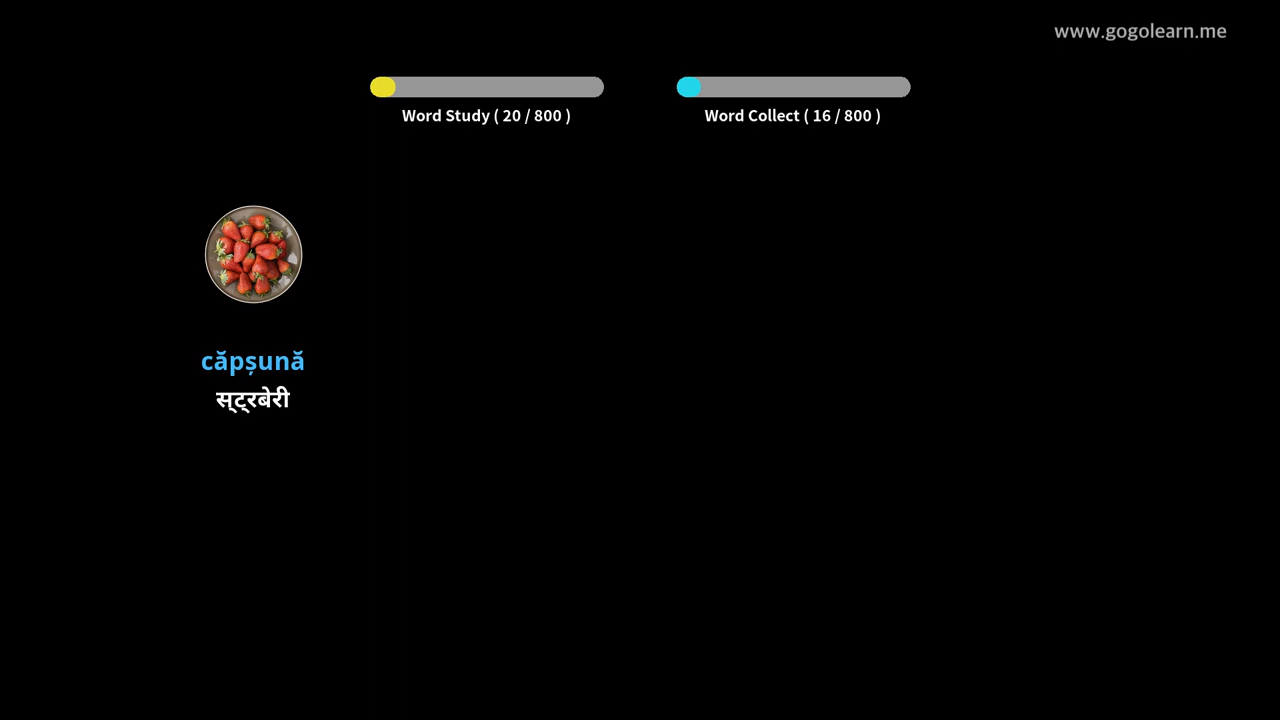 www.gogolearn.me
Word Study ( 20 / 800 )
Word Collect ( 16 / 800 )
căpșună
स्ट्रबेरी